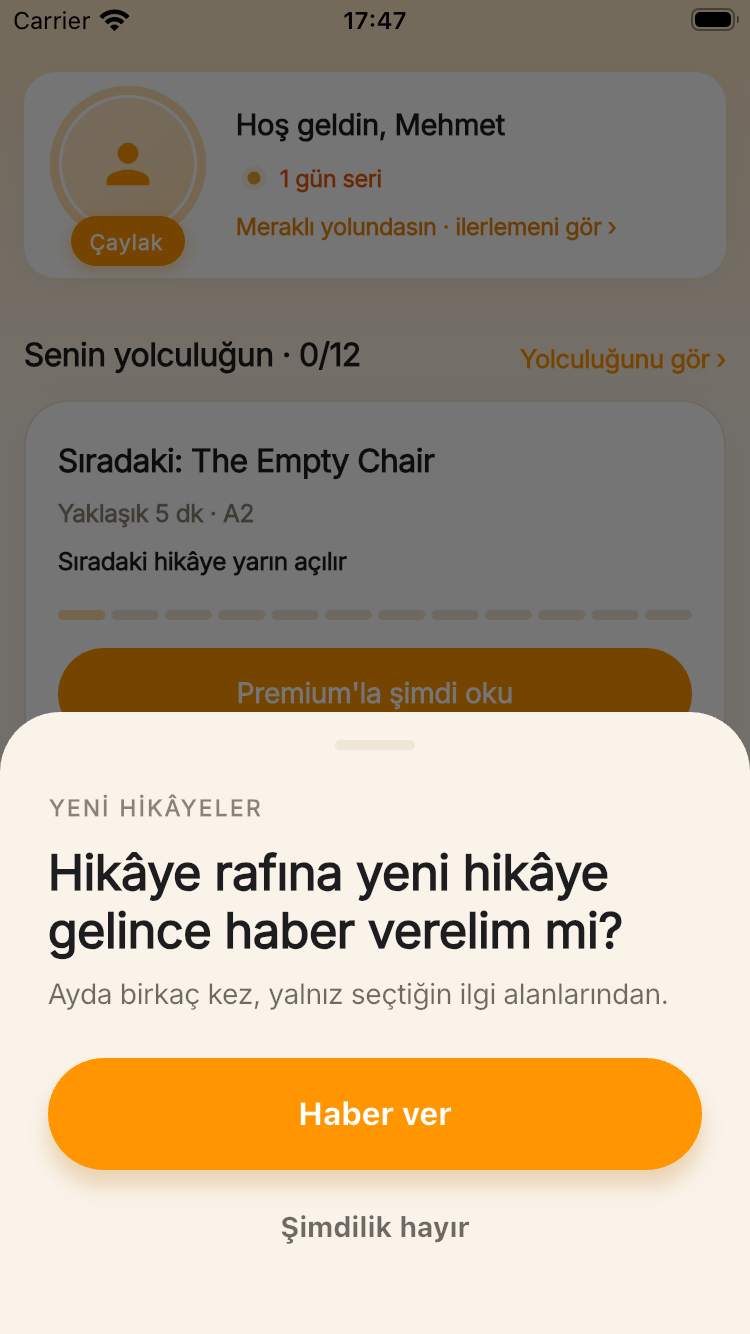 Carrier 17:47
Hoş geldin, Mehmet
1 gün seri
Meraklı yolundasın · ilerlemeni gör ›
Çaylak
Senin yolculuğun · 0/12
Yolculuğunu gör ›
Sıradaki: The Empty Chair
Yaklaşık 5 dk · A2
Sıradaki hikâye yarın açılır
Premium'la şimdi oku
YENİ HİKÂYELER
Hikâye rafına yeni hikâye
gelince haber verelim mi?
Ayda birkaç kez, yalnız seçtiğin ilgi alanlarından.
Haber ver
Şimdilik hayır